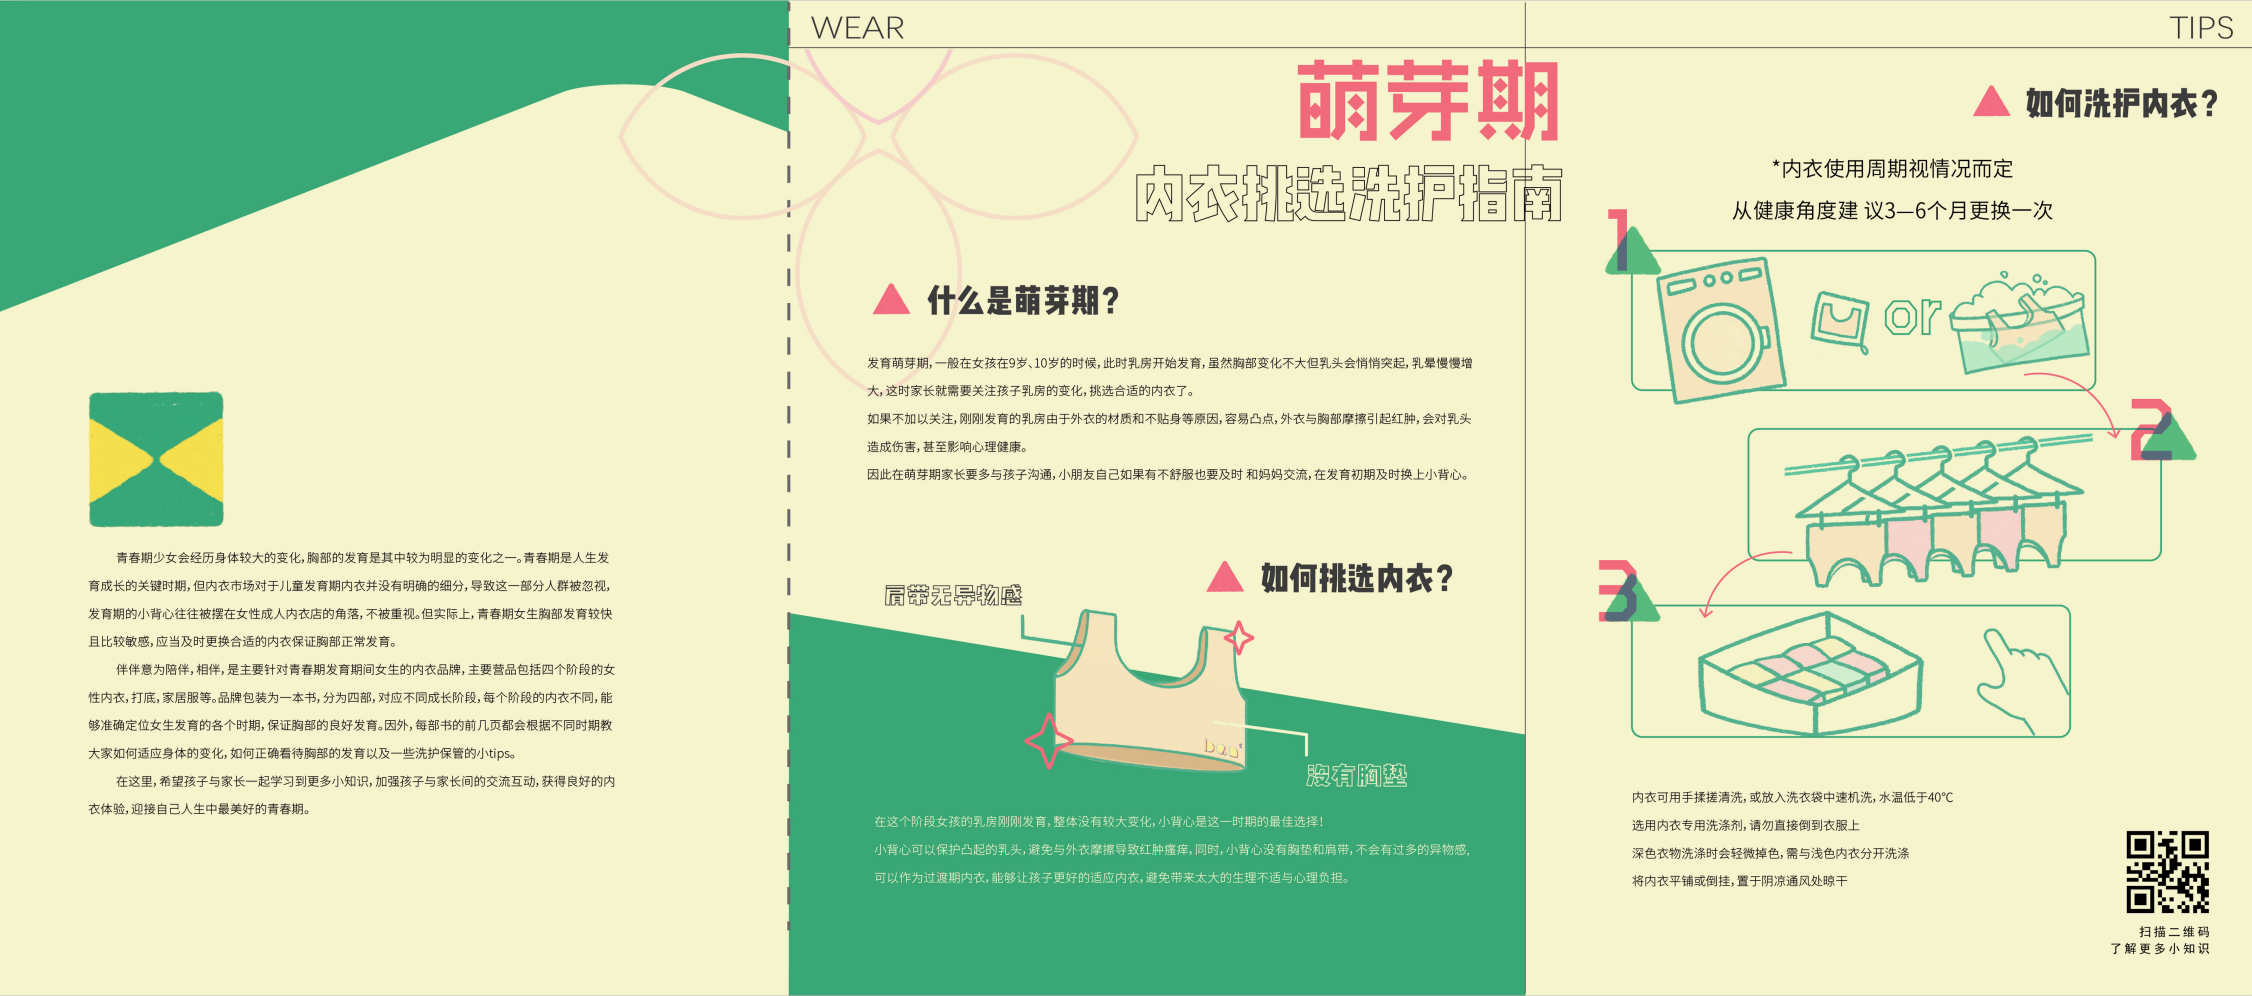 青春期少女会经历身体较大的变化,胸部的发育是其中较为明显的变化之一。青春期是人生发
育成长的关键时期,但内衣市场对于儿童发育期内衣并没有明确的细分,导致这一部分人群被忽视,
发育期的小背心往往被摆在女性成人内衣店的角落,不被重视。但实际上,青春期女生胸部发育较快
且比较敏感,应当及时更换合适的内衣保证胸部正常发育。
伴伴意为陪伴,相伴,是主要针对青春期发育期间女生的内衣品牌,主要营品包括四个阶段的女
性内衣,打底,家居服等。品牌包装为一本书,分为四部,对应不同成长阶段,每个阶段的内衣不同,能
够准确定位女生发育的各个时期,保证胸部的良好发育。因外,每部书的前几页都会根据不同时期教
大家如何适应身体的变化,如何正确看待胸部的发育以及一些洗护保管的小tips。
在这里,希望孩子与家长一起学习到更多小知识,加强孩子与家长间的交流互动,获得良好的内
衣体验,迎接自己人生中最美好的青春期。
WEAR
萌芽期
内衣挑选洗护指南
什么是萌芽期?
发育萌芽期,一般在女孩在9岁、10岁的时候,此时乳房开始发育,虽然胸部变化不大但乳头会悄悄突起,乳晕慢慢增
大,这时家长就需要关注孩子乳房的变化,挑选合适的内衣了。
如果不加以关注,刚刚发育的乳房由于外衣的材质和不贴身等原因,容易凸点,外衣与胸部摩擦引起红肿,会对乳头
造成伤害,甚至影响心理健康。
因此在萌芽期家长要多与孩子沟通,小朋友自己如果有不舒服也要及时 和妈妈交流,在发育初期及时换上小背心。
如何挑选内衣?
肩带无异物感
沒有胸墊
在这个阶段女孩的乳房刚刚发育,整体没有较大变化,小背心是这一时期的最佳选择!
小背心可以保护凸起的乳头,避免与外衣摩擦导致红肿瘙痒,同时,小背心没有胸垫和肩带,不会有过多的异物感,
可以作为过渡期内衣,能够让孩子更好的适应内衣,避免带来太大的生理不适与心理负担。
TIPS
如何洗护内衣?
*内衣使用周期视情况而定
从健康角度建 议3—6个月更换一次
1
or
2
3
内衣可用手揉搓清洗,或放入洗衣袋中速机洗,水温低于40℃
选用内衣专用洗涤剂,请勿直接倒到衣服上
深色衣物洗涤时会轻微掉色,需与浅色内衣分开洗涤
将内衣平铺或倒挂,置于阴凉通风处晾干
扫描二维码
了解更多小知识